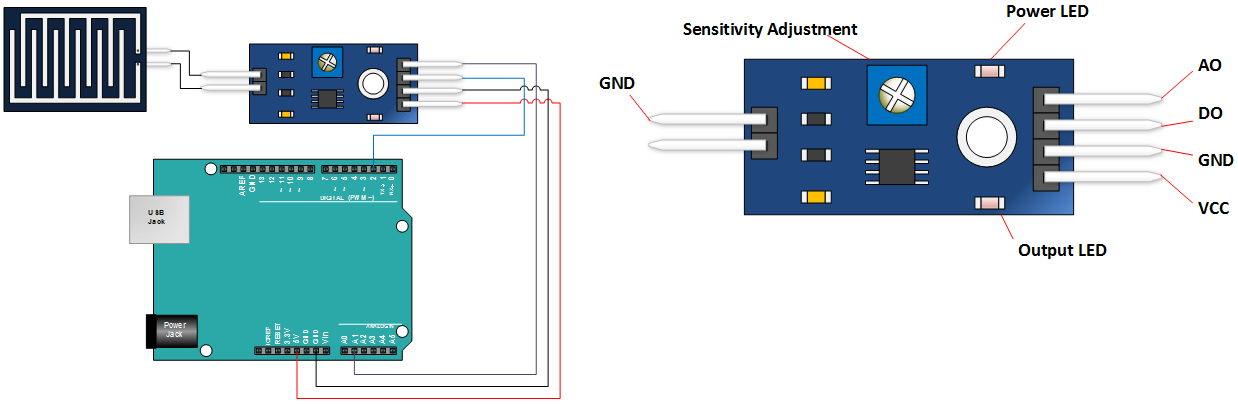 Sensitivity Adjustment
Power LED
GND
AO
DO
GND
VCC
Output LED
AREF
GND
13
12
~11
~10
~9
8
7
~6
~5
4
~3
2
TX 1
RX 0
DIGITAL (PWM ~)
USB
Jack
Power
Jack
IOREF
RESET
3.3V
5V
GND
GND
Vin
ANALOG IN
A0
A1
A2
A3
A4
A5